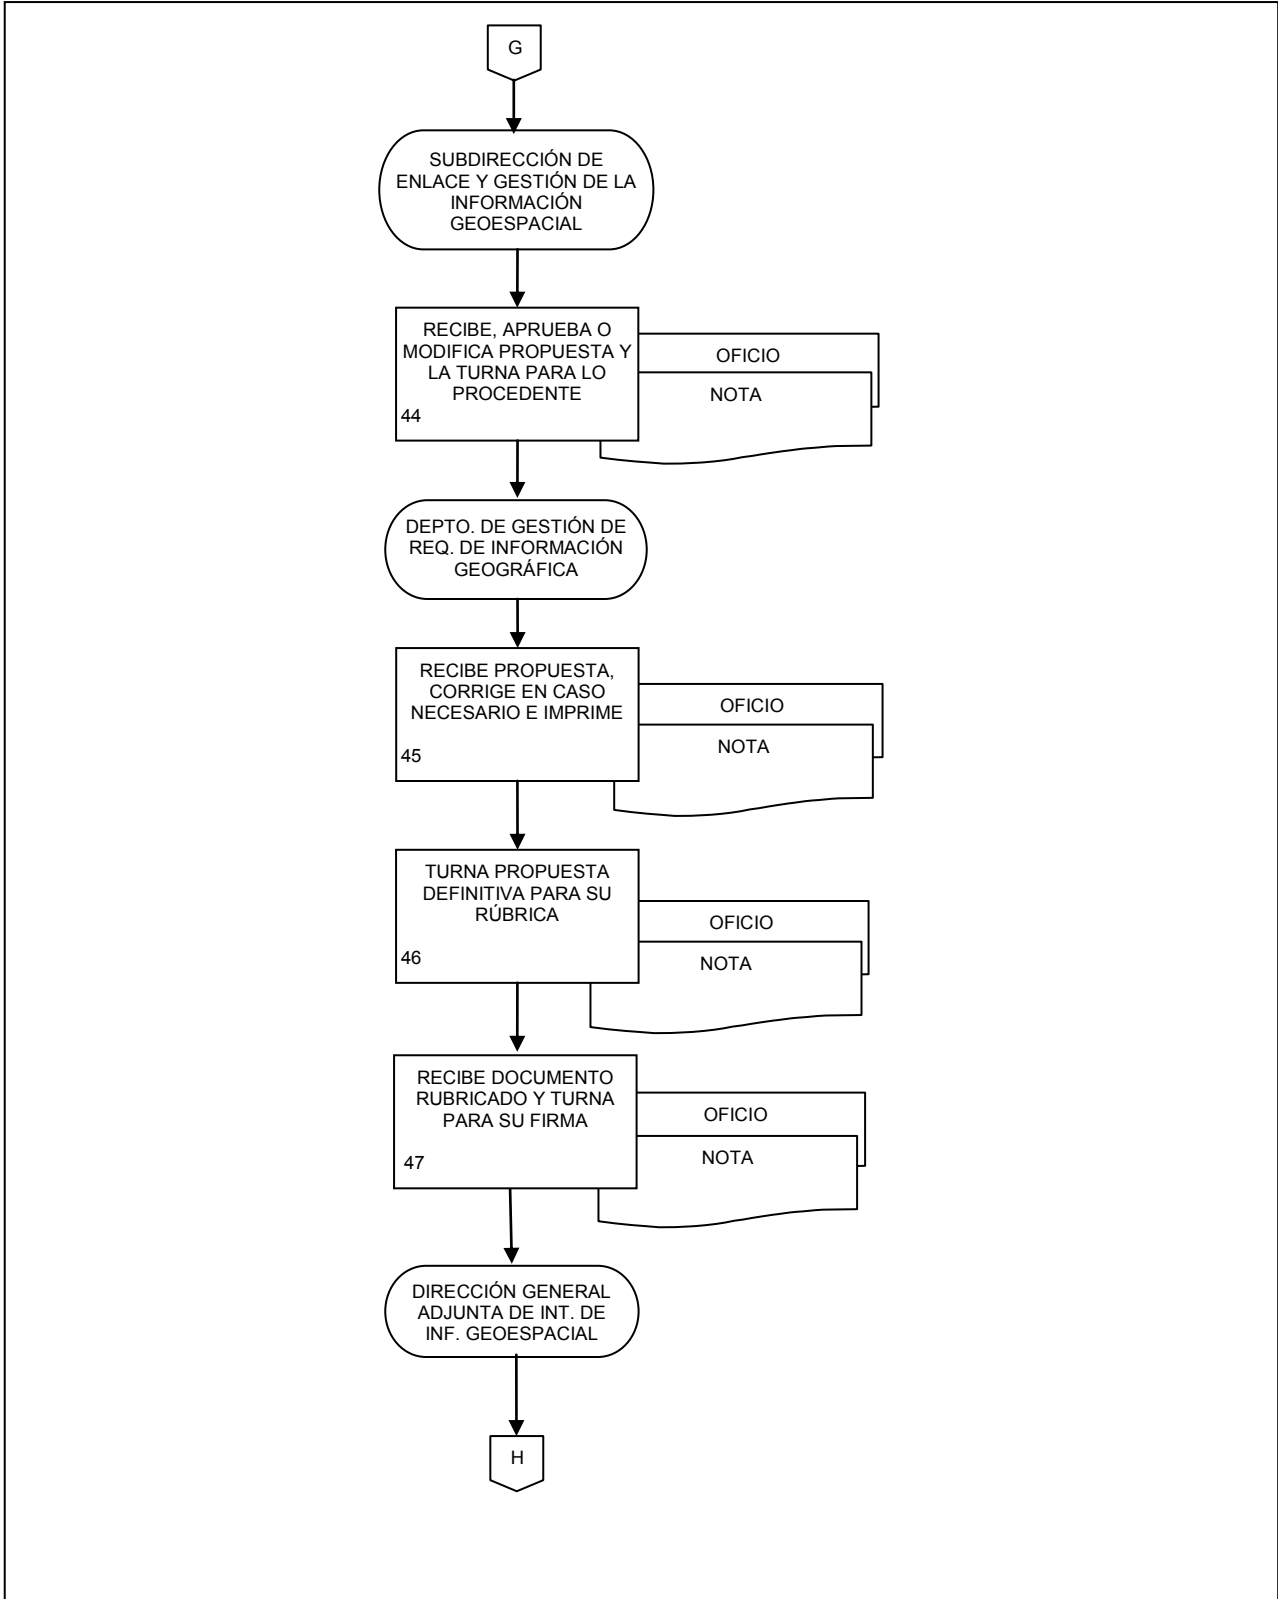 G
SUBDIRECCIÓN DE
ENLACE Y GESTIÓN DE LA
INFORMACIÓN
GEOESPACIAL
RECIBE, APRUEBA O
MODIFICA PROPUESTA Y
LA TURNA PARA LO
PROCEDENTE
44
OFICIO
NOTA
DEPTO. DE GESTIÓN DE
REQ. DE INFORMACIÓN
GEOGRÁFICA
RECIBE PROPUESTA,
CORRIGE EN CASO
NECESARIO E IMPRIME
45
OFICIO
NOTA
TURNA PROPUESTA
DEFINITIVA PARA SU
RÚBRICA
46
OFICIO
NOTA
RECIBE DOCUMENTO
RUBRICADO Y TURNA
PARA SU FIRMA
47
OFICIO
NOTA
DIRECCIÓN GENERAL
ADJUNTA DE INT. DE
INF. GEOESPACIAL
H